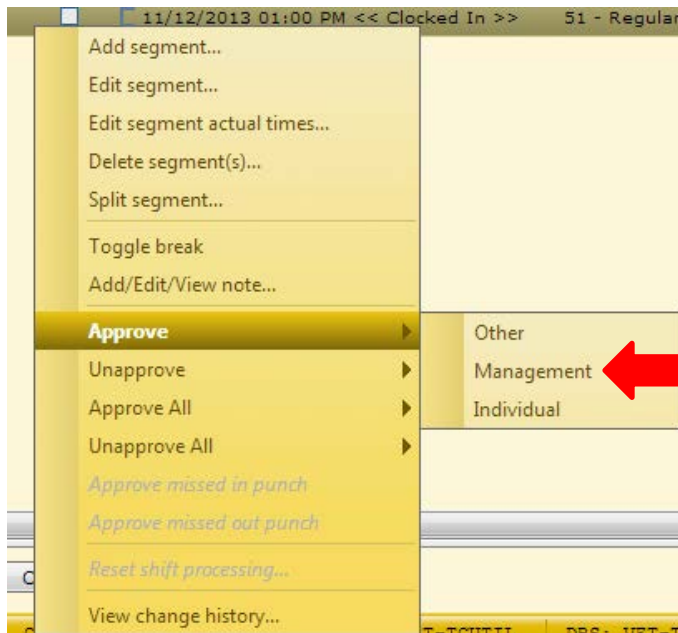 11/12/2013 01:00 PM << Clocked In >> 51 - Regular
Add segment...
Edit segment...
Edit segment actual times...
Delete segment(s)...
Split segment...
Toggle break
Add/Edit/View note...
Approve
Other
Unapprove
Management
Approve All
Individual
Unapprove All
Approve missed in punch
Approve missed out punch
Reset shift processing...
View change history...